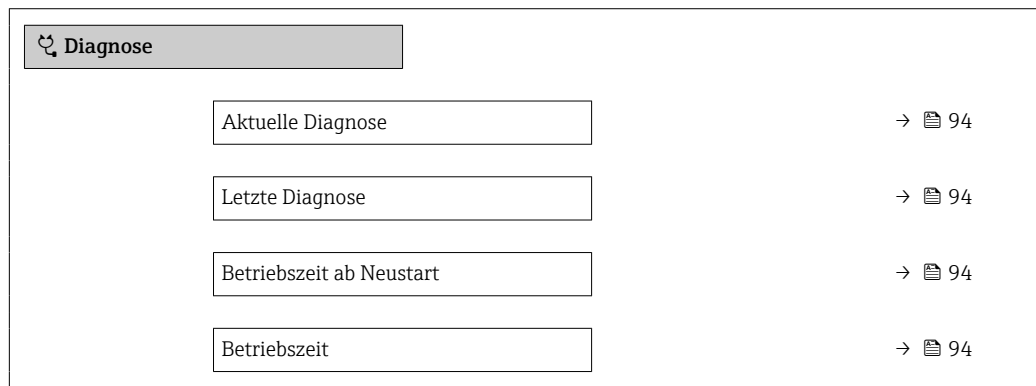 Diagnose
Aktuelle Diagnose → 94
Letzte Diagnose → 94
Betriebszeit ab Neustart → 94
Betriebszeit → 94